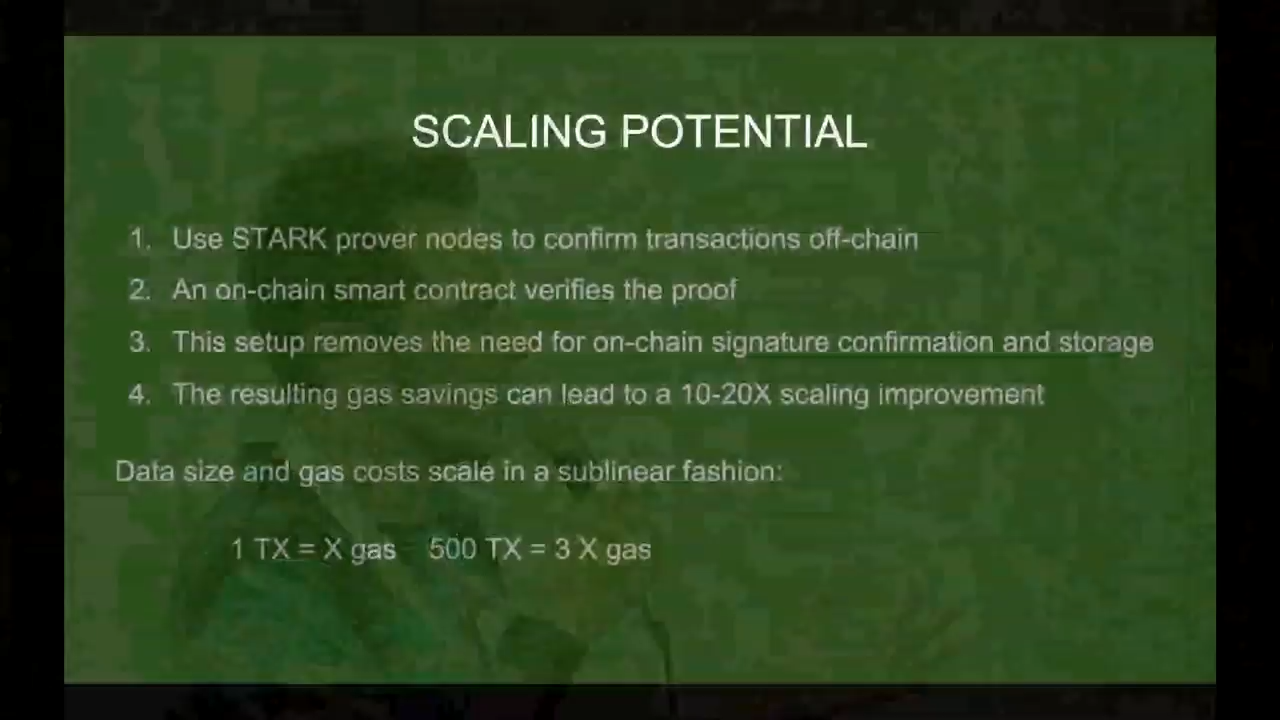 SCALING POTENTIAL
1. Use STARK prover nodes to confirm transactions off-chain
2. An on-chain smart contract verifies the proof
3. This setup removes the need for on-chain signature confirmation and storage
4. The resulting gas savings can lead to a 10-20X scaling improvement
Data size and gas costs scale in a sublinear fashion:
1 TX = X gas 500 TX = 3 X gas